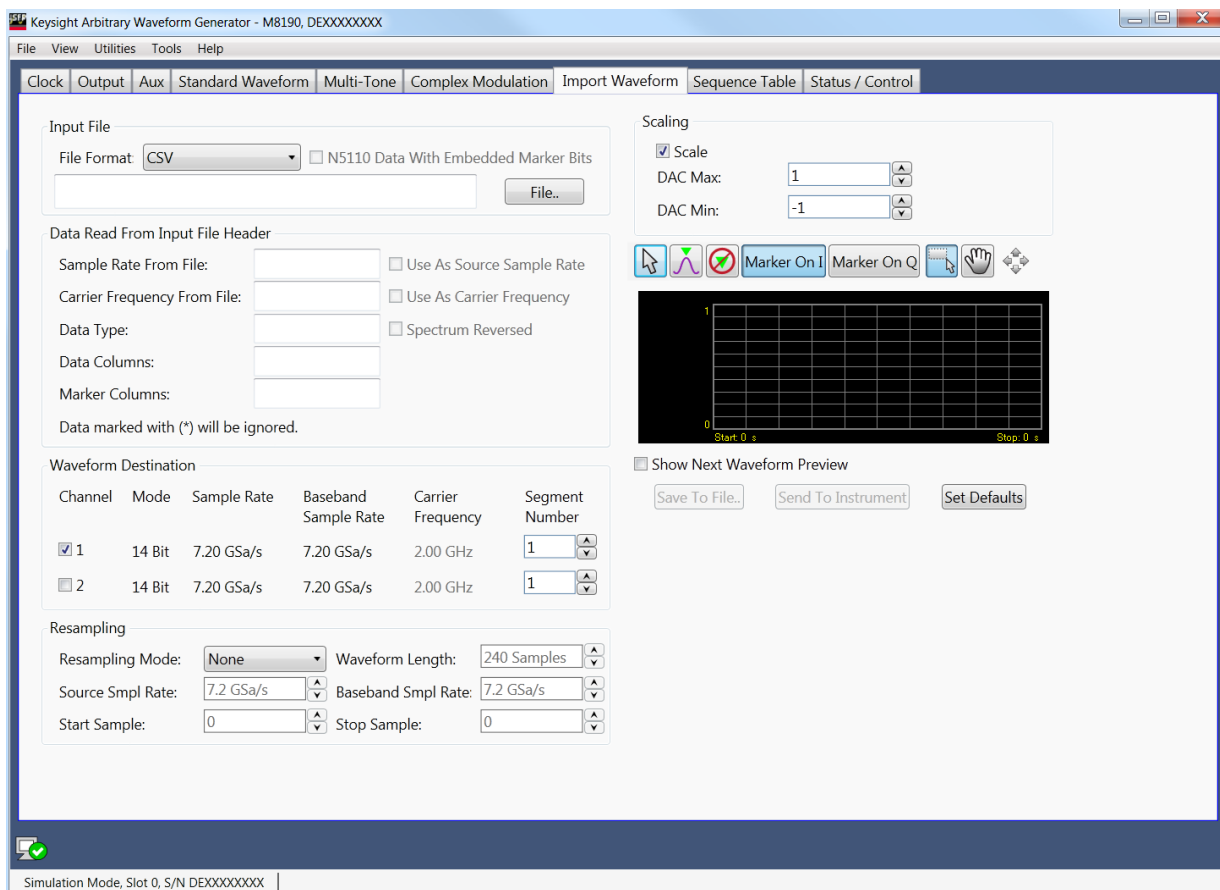 Keysight Arbitrary Waveform Generator - M8190, DEXXXXXXXX
File View Utilities Tools Help
Clock Output Aux Standard Waveform Multi-Tone Complex Modulation Import Waveform Sequence Table Status / Control
Input File
File Format: CSV N5110 Data With Embedded Marker Bits
File..
Data Read From Input File Header
Sample Rate From File: Use As Source Sample Rate
Carrier Frequency From File: Use As Carrier Frequency
Data Type: Spectrum Reversed
Data Columns:
Marker Columns:
Data marked with (*) will be ignored.
Waveform Destination
Channel Mode Sample Rate Baseband Sample Rate Carrier Frequency Segment Number
1 14 Bit 7.20 GSa/s 7.20 GSa/s 2.00 GHz 1
2 14 Bit 7.20 GSa/s 7.20 GSa/s 2.00 GHz 1
Resampling
Resampling Mode: None Waveform Length: 240 Samples
Source Smpl Rate: 7.2 GSa/s Baseband Smpl Rate: 7.2 GSa/s
Start Sample: 0 Stop Sample: 0
Scaling
Scale
DAC Max: 1
DAC Min: -1
Marker On I Marker On Q
1
0
Start: 0 s Stop: 0 s
Show Next Waveform Preview
Save To File.. Send To Instrument Set Defaults
Simulation Mode, Slot 0, S/N DEXXXXXXXX